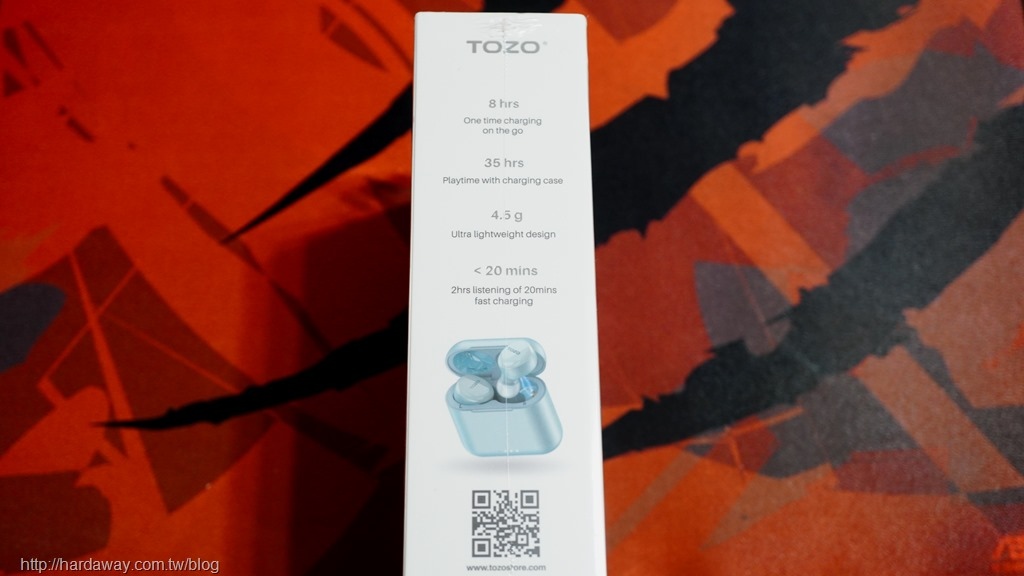 TOZO®
8 hrs
One time charging
on the go
35 hrs
Playtime with charging case
4.5 g
Ultra lightweight design
< 20 mins
2hrs listening of 20mins
fast charging
www.tozostore.com
http://hardaway.com.tw/blog